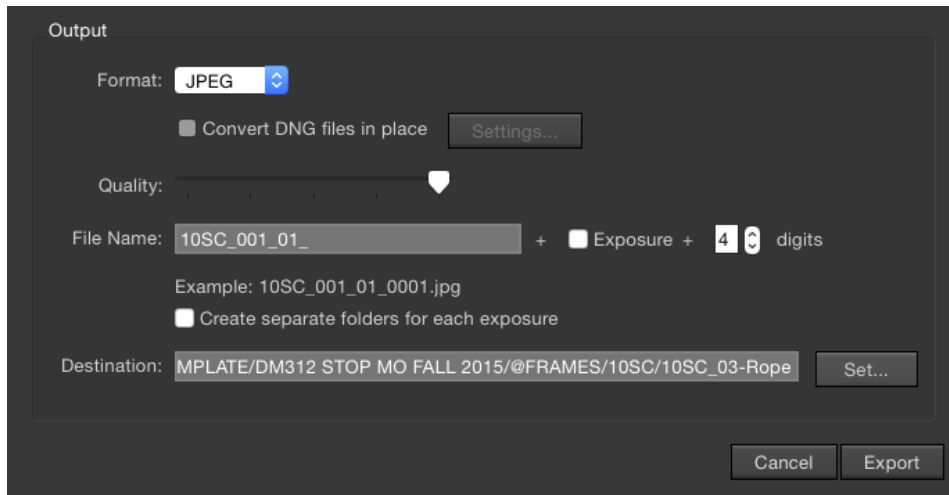 Output
Format: JPEG
Convert DNG files in place Settings...
Quality:
File Name: 10SC_001_01_ + Exposure + 4 digits
Example: 10SC_001_01_0001.jpg
Create separate folders for each exposure
Destination: MPLATE/DM312 STOP MO FALL 2015/@FRAMES/10SC/10SC_03-Rope Set...
Cancel Export